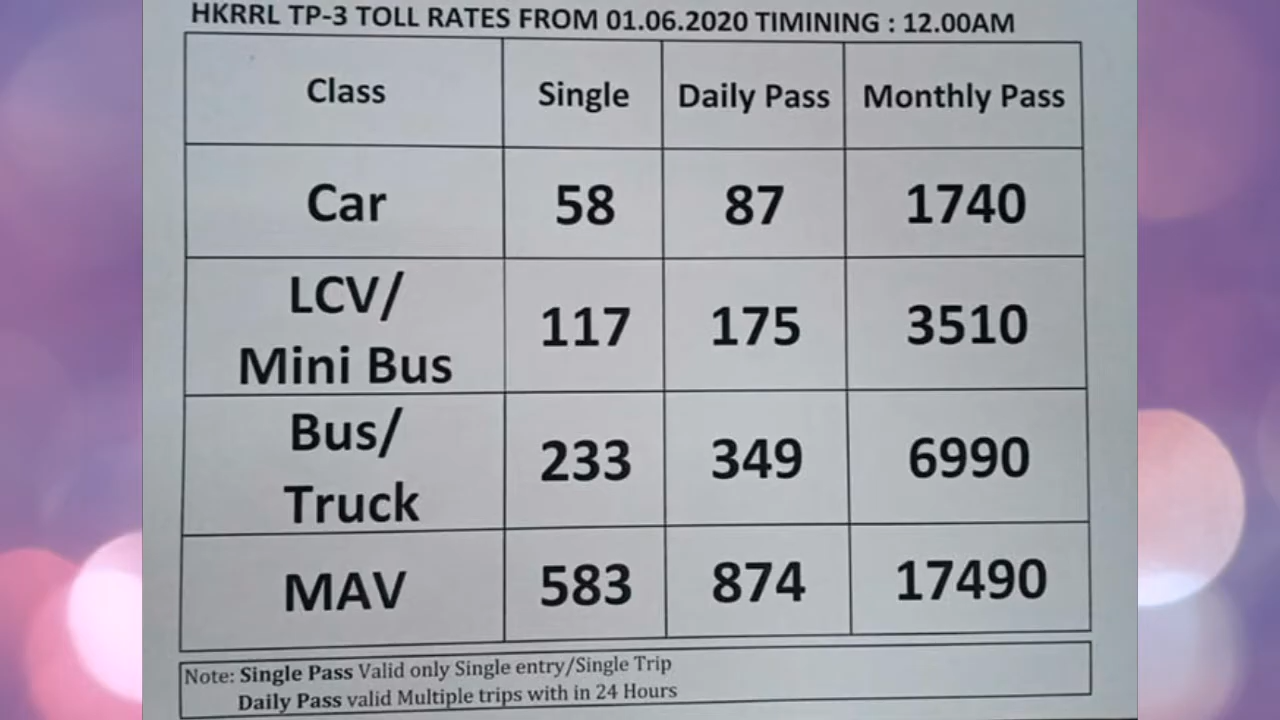 HKRRL TP-3 TOLL RATES FROM 01.06.2020 TIMINING : 12.00AM
Class Single Daily Pass Monthly Pass
Car 58 87 1740
LCV/
Mini Bus 117 175 3510
Bus/
Truck 233 349 6990
MAV 583 874 17490
Note: Single Pass Valid only Single entry/Single Trip
Daily Pass valid Multiple trips with in 24 Hours